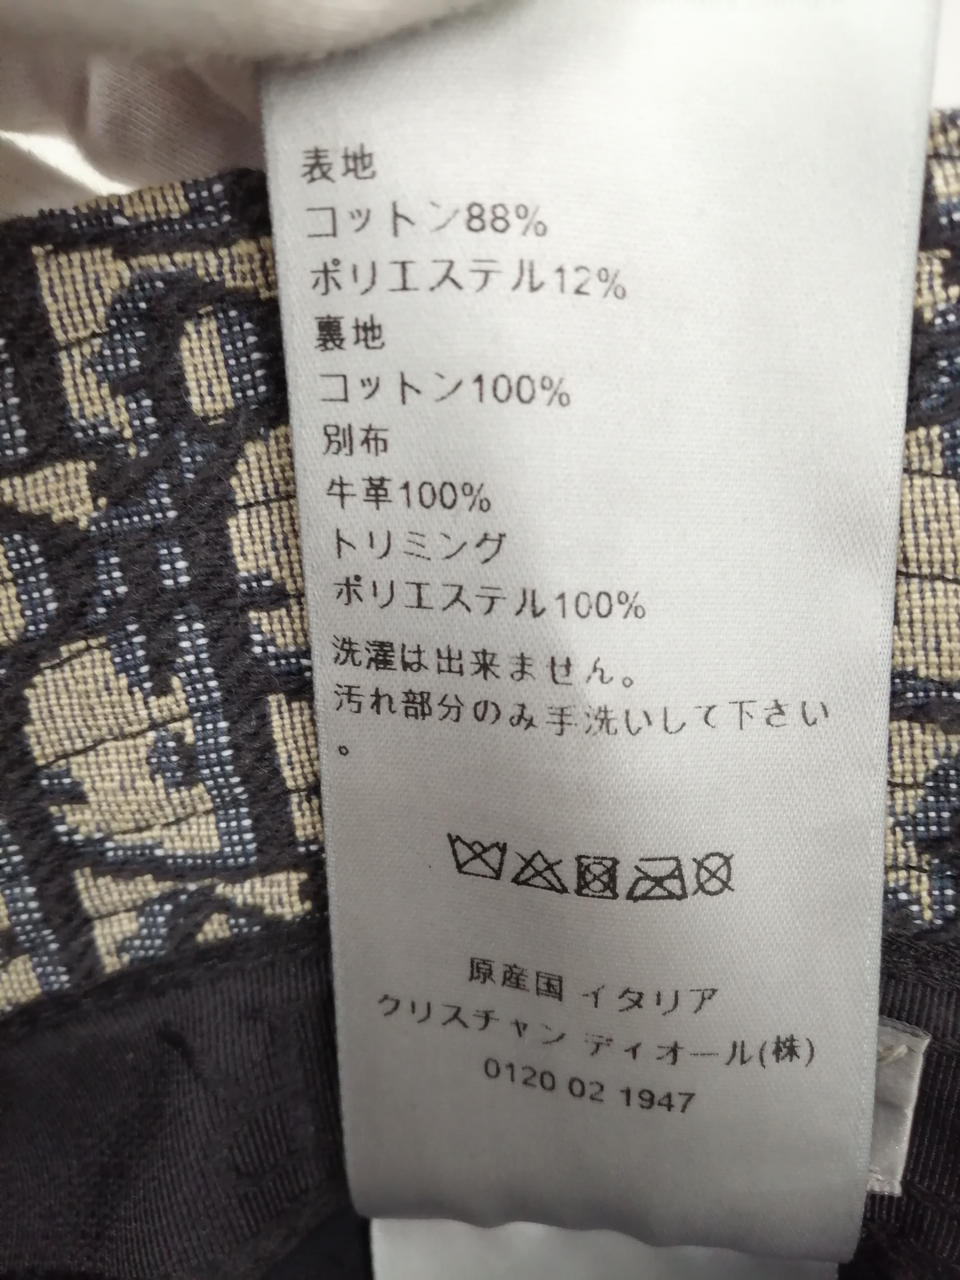 表地
コットン88%
ポリエステル12%
裏地
コットン100%
別布
牛革100%
トリミング
ポリエステル100%
洗濯は出来ません。
汚れ部分のみ手洗いして下さい
。
原産国 イタリア
クリスチャン ディオール(株)
0120 02 1947